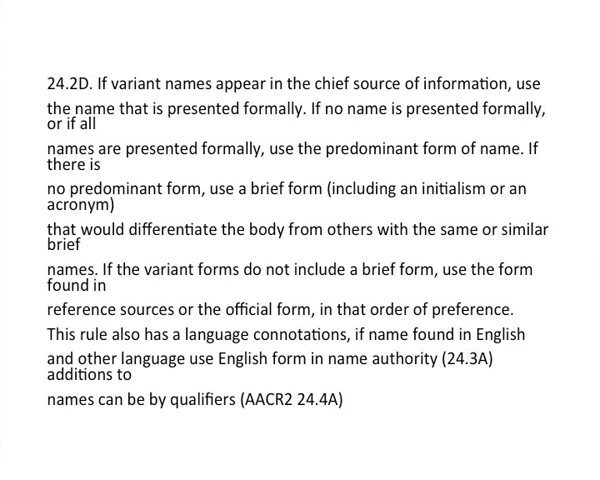 24.2D. If variant names appear in the chief source of information, use
the name that is presented formally. If no name is presented formally,
or if all
names are presented formally, use the predominant form of name. If
there is
no predominant form, use a brief form (including an initialism or an
acronym)
that would differentiate the body from others with the same or similar
brief
names. If the variant forms do not include a brief form, use the form
found in
reference sources or the official form, in that order of preference.
This rule also has a language connotations, if name found in English
and other language use English form in name authority (24.3A)
additions to
names can be by qualifiers (AACR2 24.4A)